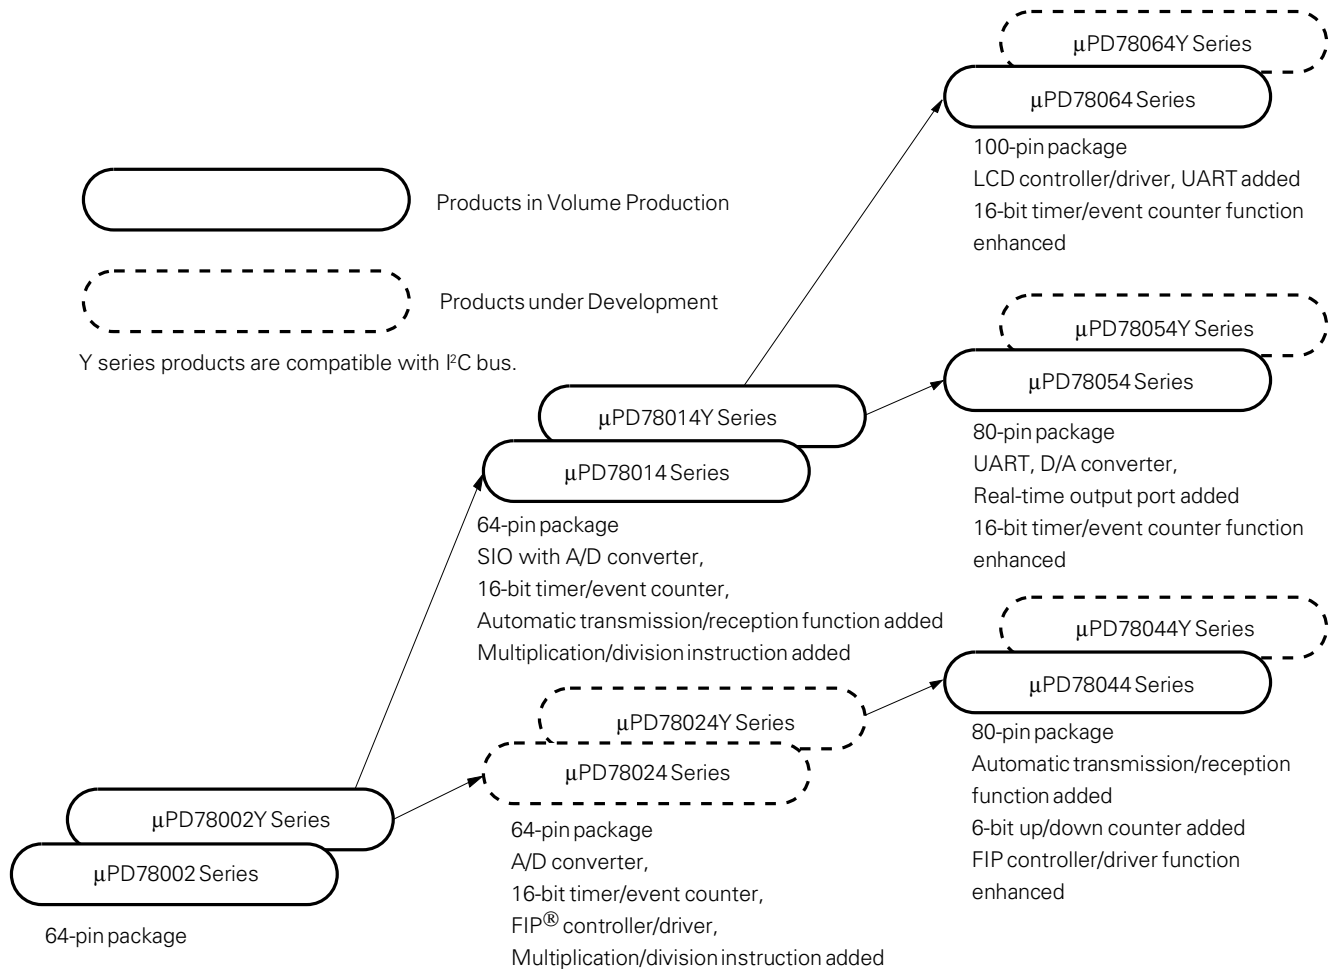 μPD78064Y Series
μPD78064 Series
100-pin package
LCD controller/driver, UART added
16-bit timer/event counter function
enhanced
Products in Volume Production
Products under Development
Y series products are compatible with I²C bus.
μPD78054Y Series
μPD78054 Series
80-pin package
UART, D/A converter,
Real-time output port added
16-bit timer/event counter function
enhanced
μPD78014Y Series
μPD78014 Series
64-pin package
SIO with A/D converter,
16-bit timer/event counter,
Automatic transmission/reception function added
Multiplication/division instruction added
μPD78044Y Series
μPD78044 Series
80-pin package
Automatic transmission/reception
function added
6-bit up/down counter added
FIP controller/driver function
enhanced
μPD78024Y Series
μPD78024 Series
64-pin package
A/D converter,
16-bit timer/event counter,
FIP® controller/driver,
Multiplication/division instruction added
μPD78002Y Series
μPD78002 Series
64-pin package